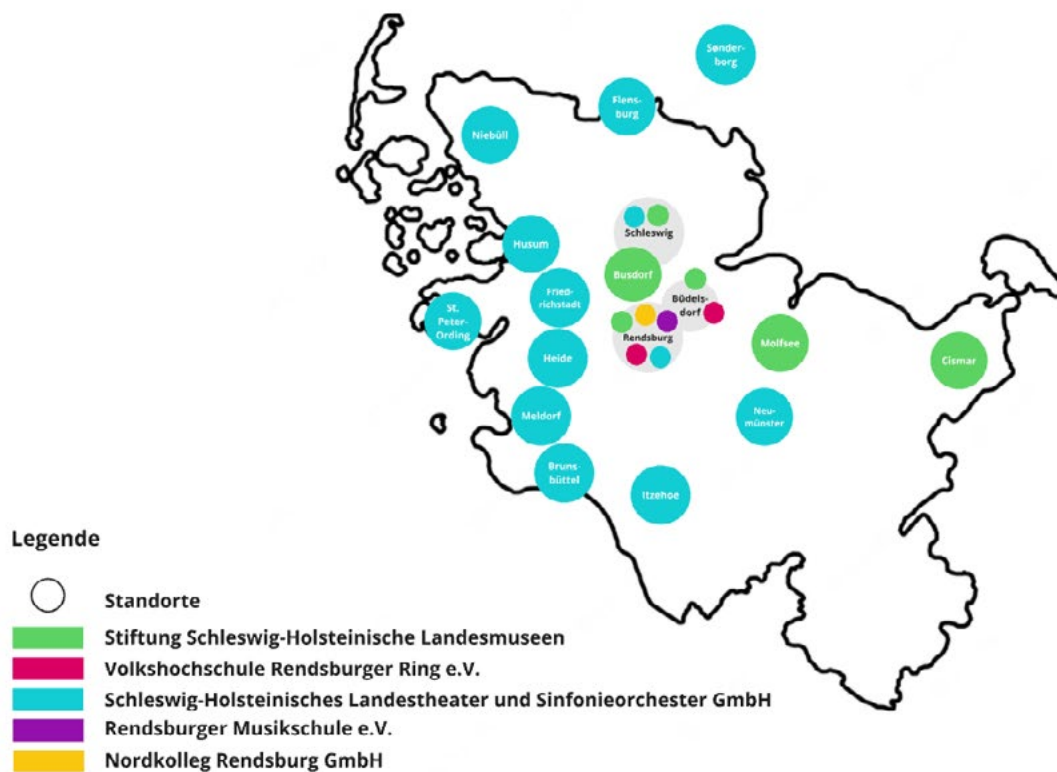 Sønder-
borg
Flens-
burg
Niebüll
Schleswig
Husum
Busdorf
Fried-
richstadt
Büdels-
dorf
St.
Peter-
Ording
Rendsburg
Molfsee
Heide
Cismar
Meldorf
Neu-
münster
Bruns-
büttel
Itzehoe
Legende
Standorte
Stiftung Schleswig-Holsteinische Landesmuseen
Volkshochschule Rendsburger Ring e.V.
Schleswig-Holsteinisches Landestheater und Sinfonieorchester GmbH
Rendsburger Musikschule e.V.
Nordkolleg Rendsburg GmbH